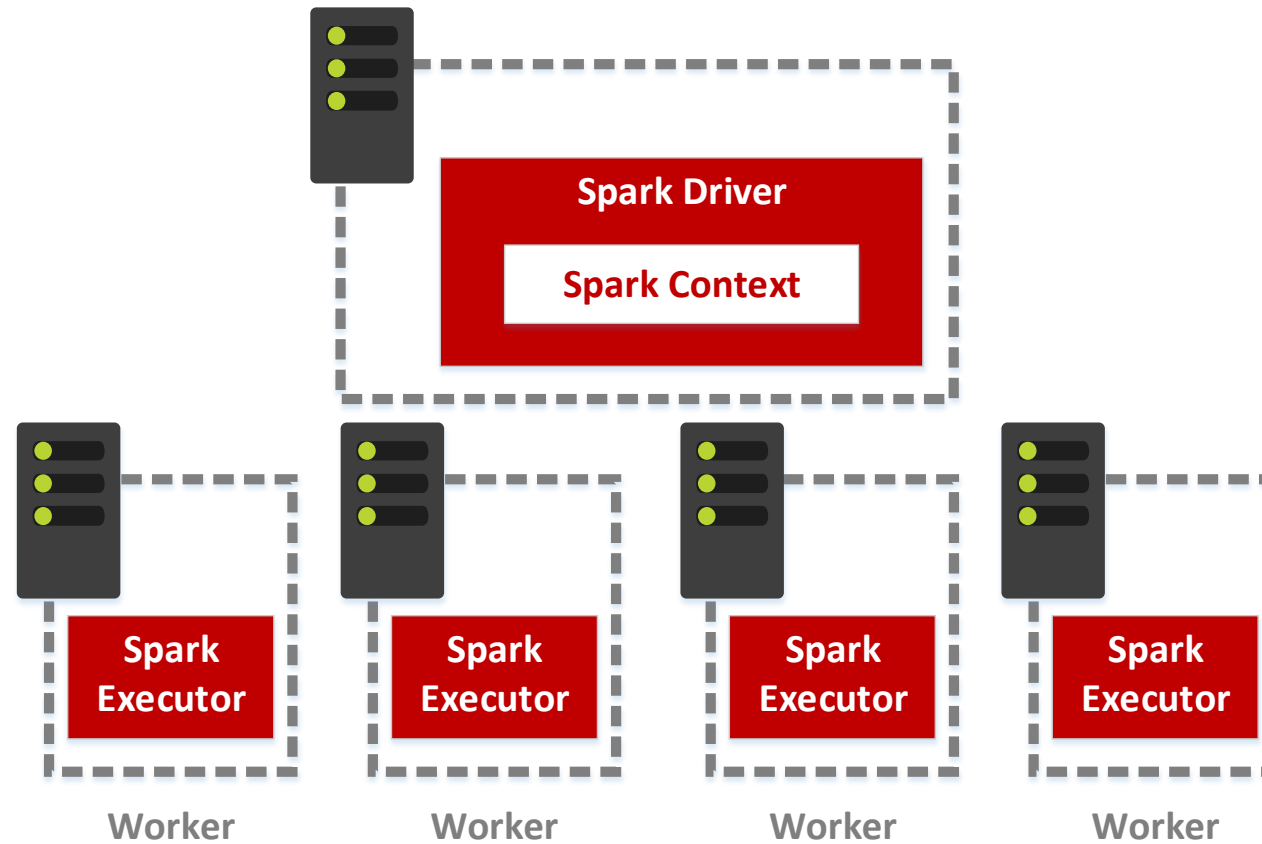 Spark Driver
Spark Context
Spark
Executor
Spark
Executor
Spark
Executor
Spark
Executor
Worker
Worker
Worker
Worker